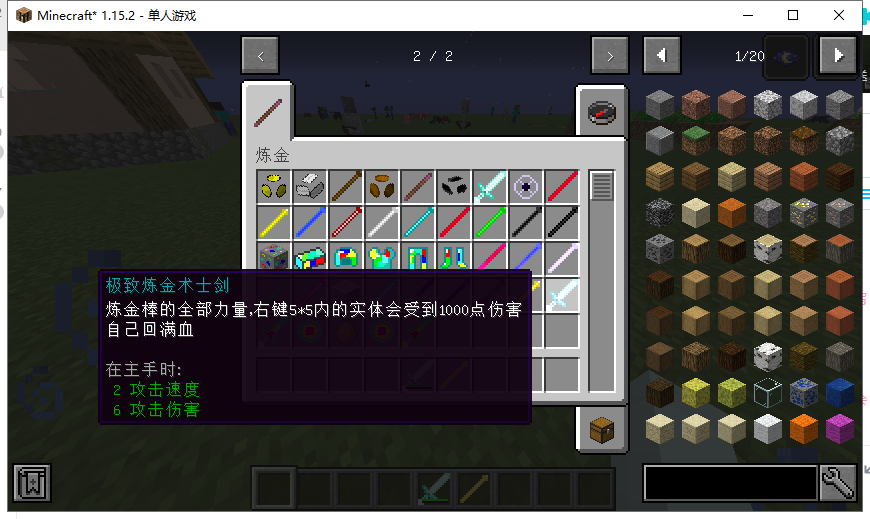 Minecraft* 1.15.2 - 单人游戏
< 2 / 2 > 1/20
炼金
极致炼金术士剑
炼金棒的全部力量,右键5*5内的实体会受到1000点伤害
自己回满血
在主手时:
2 攻击速度
6 攻击伤害